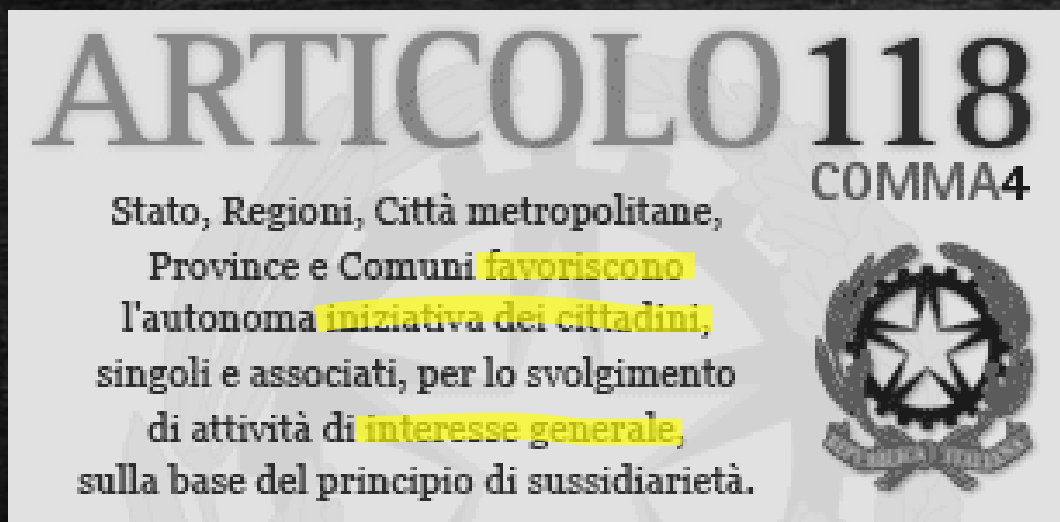 ARTICOLO 118
COMMA4
Stato, Regioni, Città metropolitane,
Province e Comuni favoriscono
l'autonoma iniziativa dei cittadini,
singoli e associati, per lo svolgimento
di attività di interesse generale,
sulla base del principio di sussidiarietà.